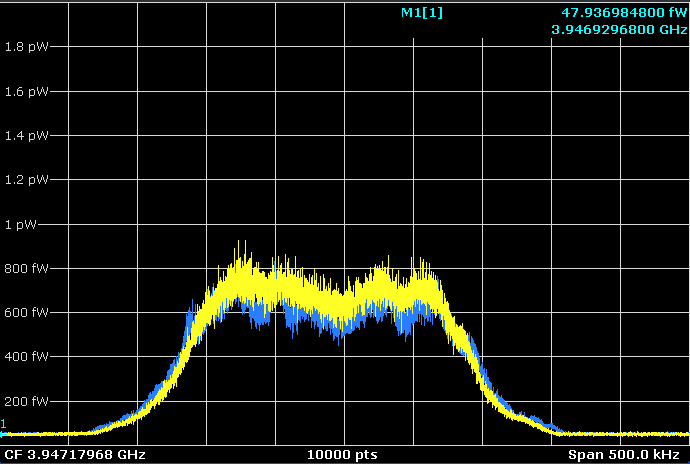 M1[1] 47.936984800 fW
3.9469296800 GHz
1.8 pW
1.6 pW
1.4 pW
1.2 pW
1 pW
800 fW
600 fW
400 fW
200 fW
1
CF 3.94717968 GHz 10000 pts Span 500.0 kHz